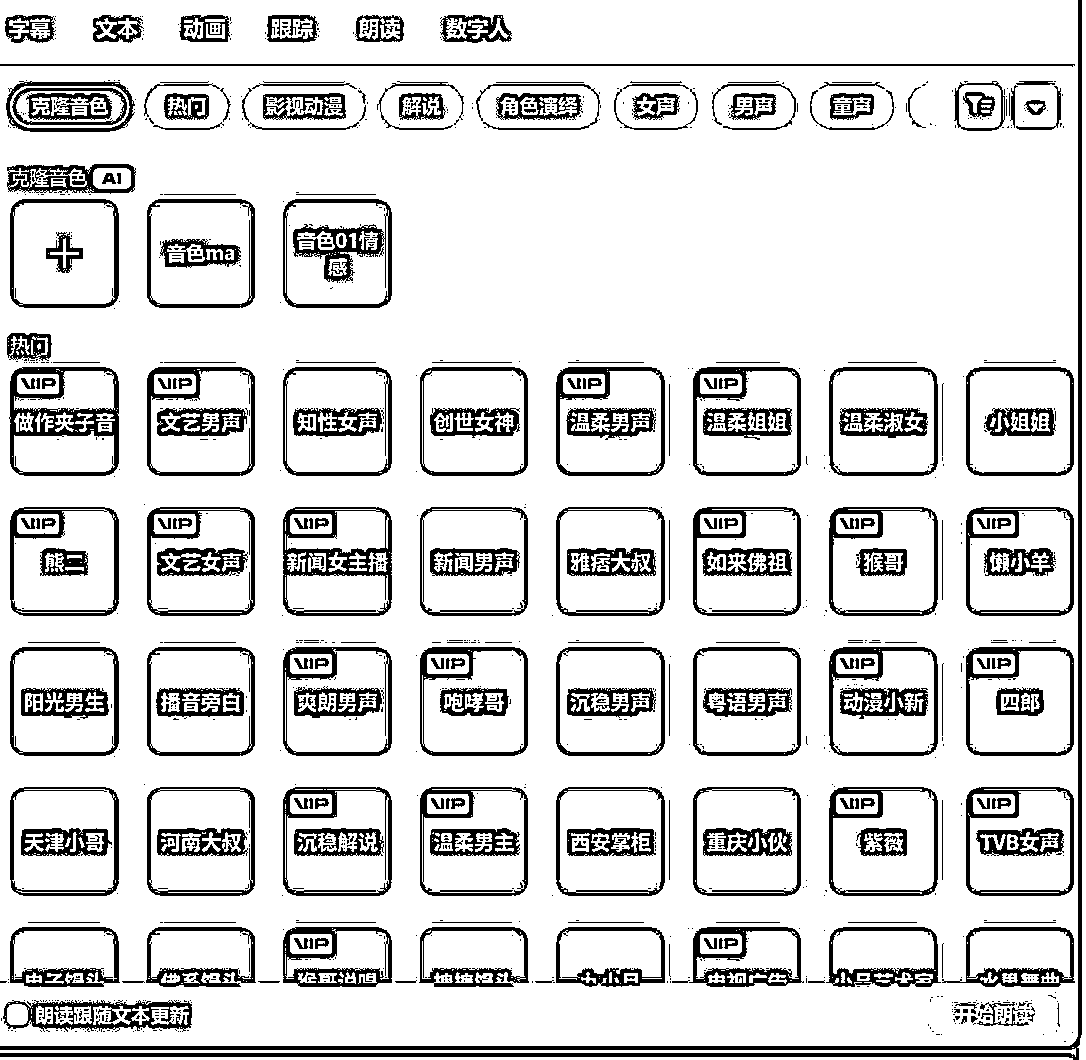 字幕 文本 动画 跟踪 朗读 数字人
克隆音色 热门 影视动漫 解说 角色演绎 女声 男声 童声
克隆音色 AI
音色ma 音色01情
感
热门
VIP VIP VIP VIP
做作夹子音 文艺男声 知性女声 创世女神 温柔男声 温柔姐姐 温柔淑女 小姐姐
VIP VIP VIP VIP VIP VIP
熊二 文艺女声 新闻女主播 新闻男声 雅痞大叔 如来佛祖 猴哥 懒小羊
VIP VIP VIP VIP
阳光男生 播音旁白 爽朗男声 咆哮哥 沉稳男声 粤语男声 动漫小新 四郎
VIP VIP VIP VIP
天津小哥 河南大叔 沉稳解说 温柔男主 西安掌柜 重庆小伙 紫薇 TVB女声
VIP VIP
猴哥说唱 电视广告
朗读跟随文本更新 开始朗读